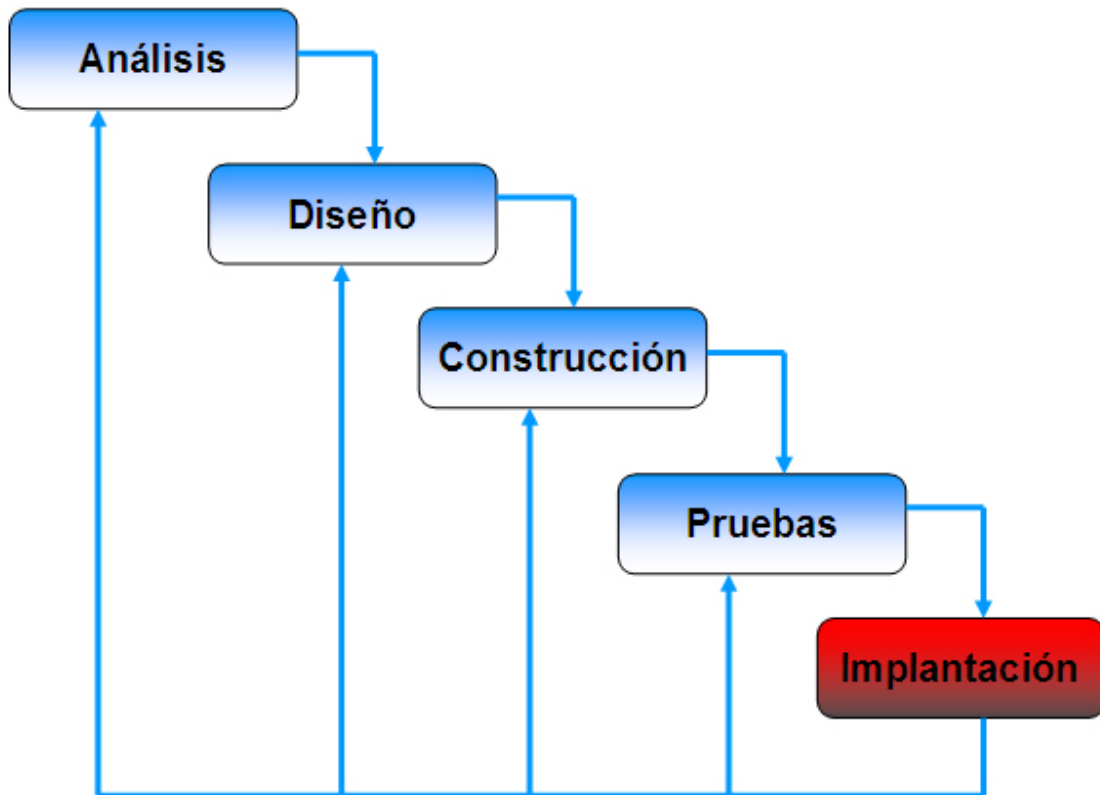 Análisis
Diseño
Construcción
Pruebas
Implantación